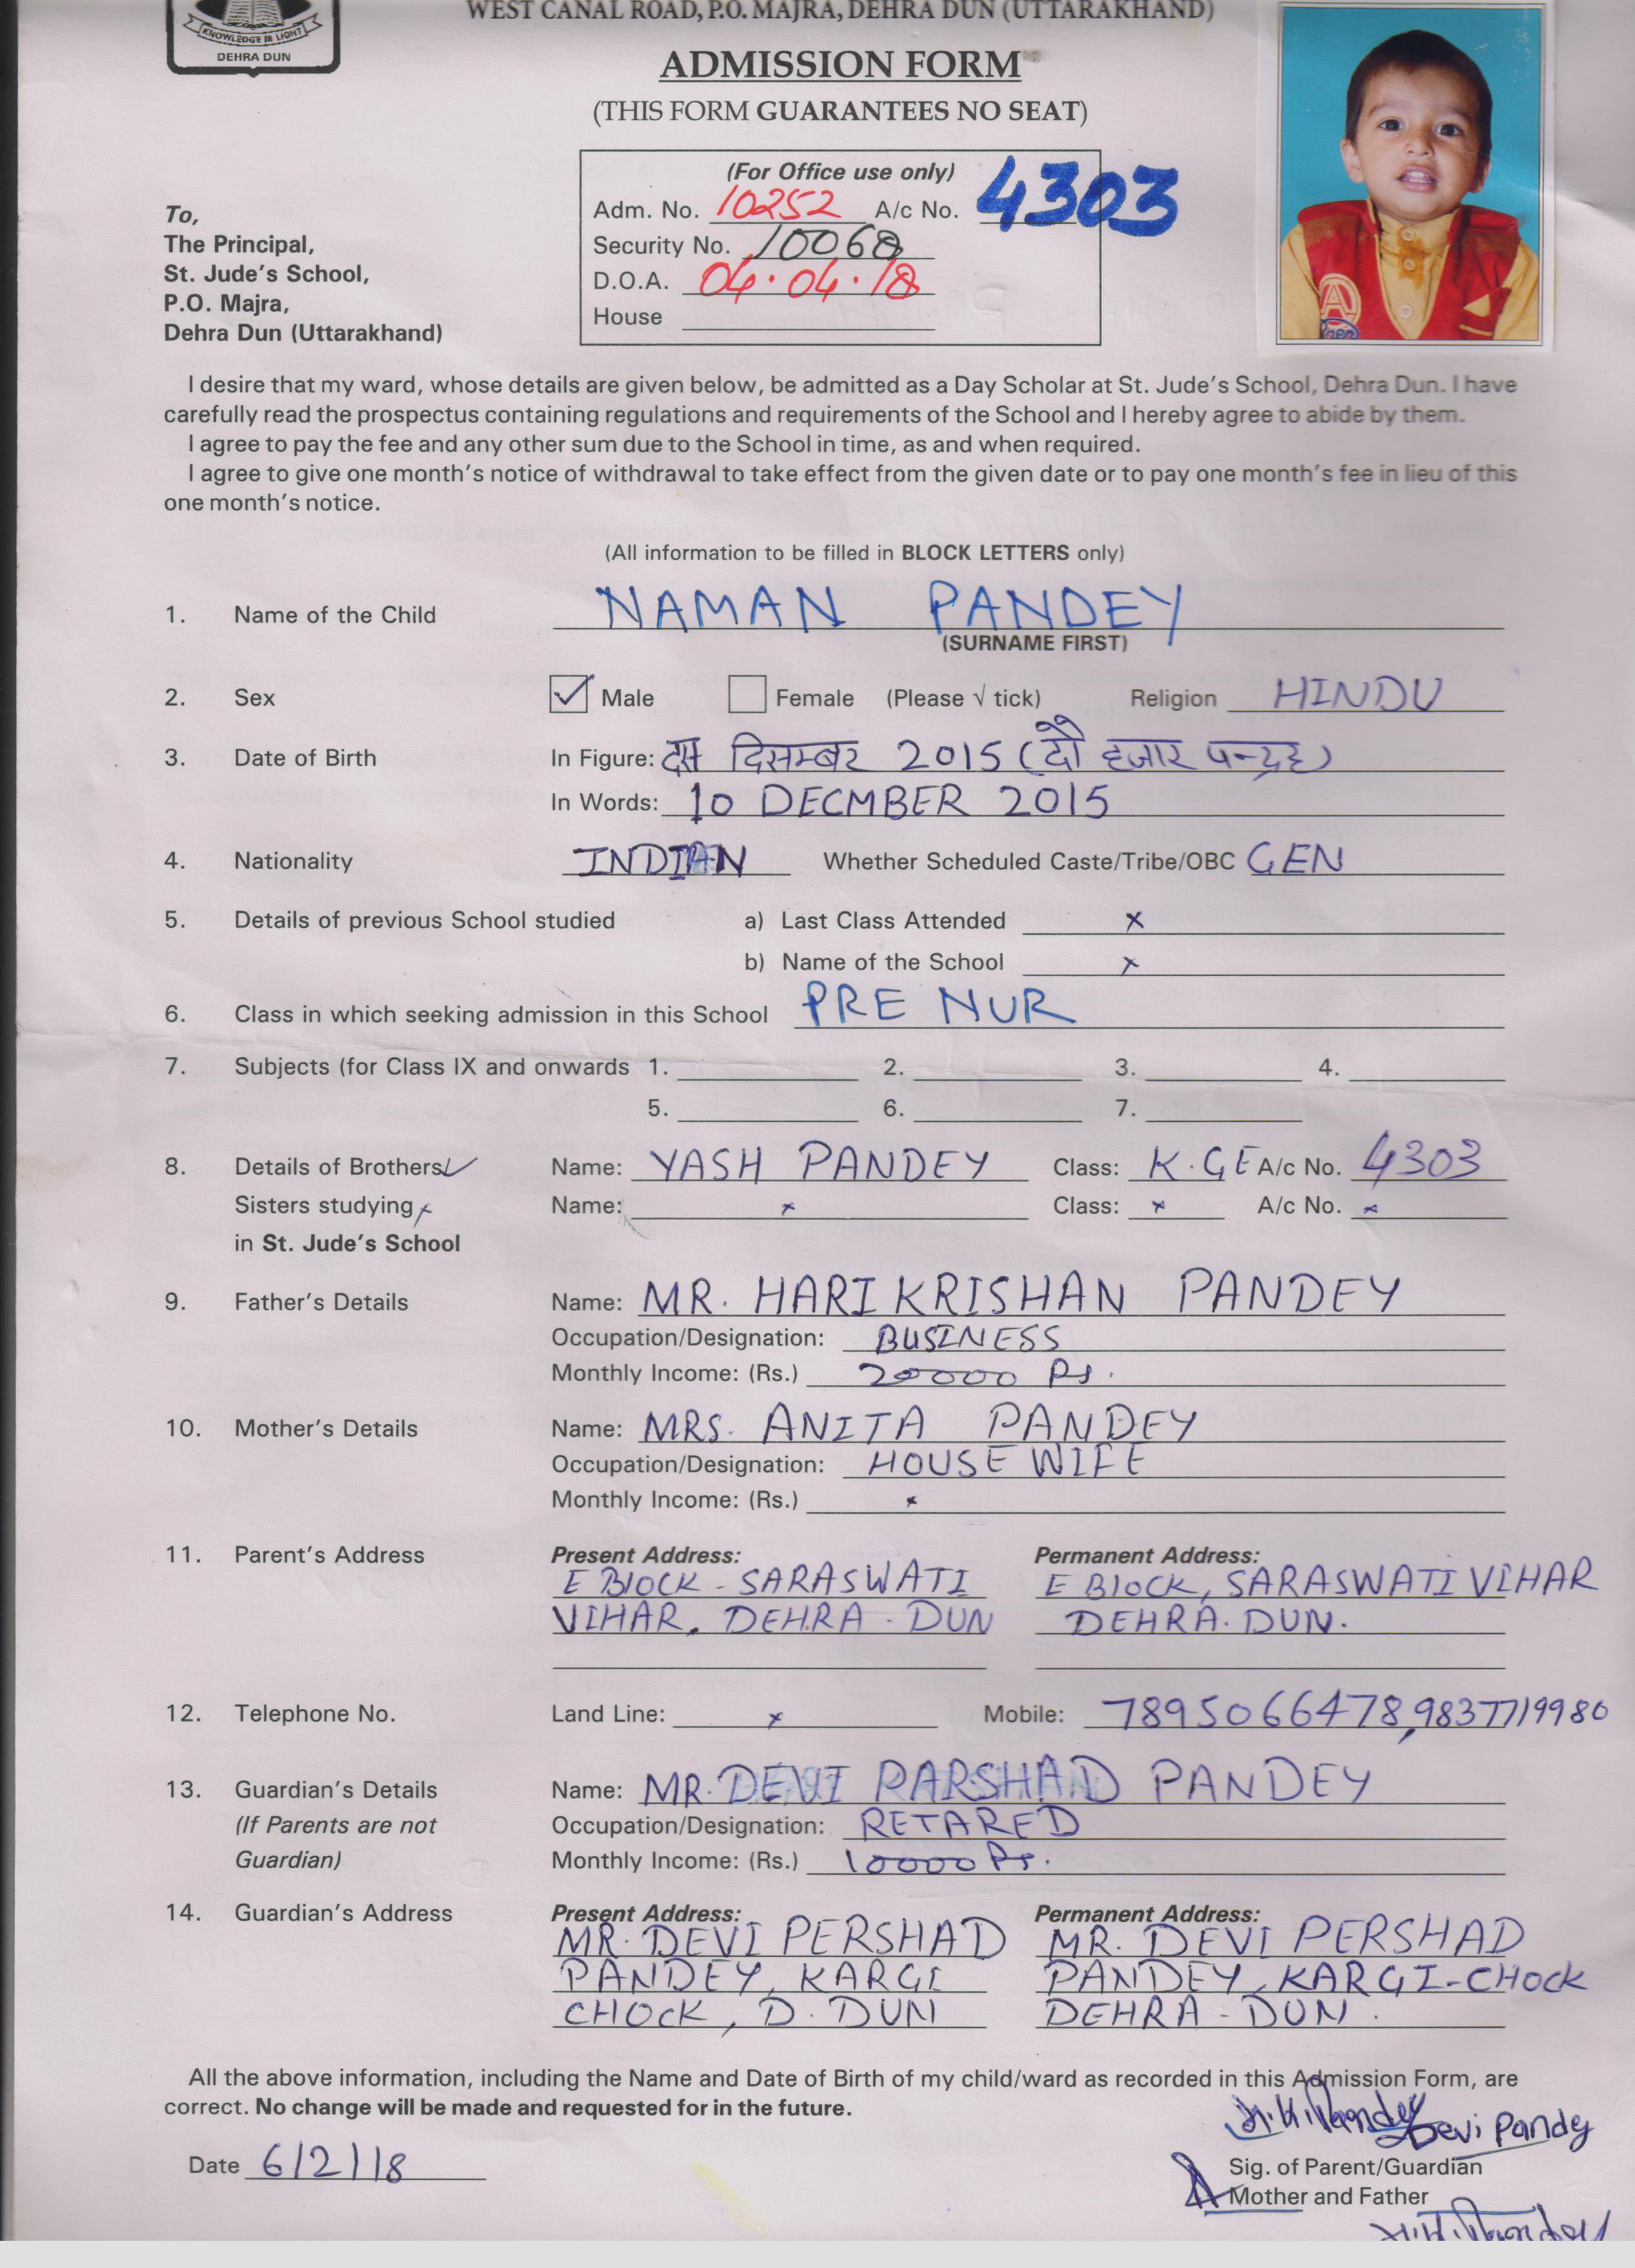 KNOWLEDGE IS LIGHT
DEHRA DUN
WEST CANAL ROAD, P.O. MAJRA, DEHRA DUN (UTTARAKHAND)
ADMISSION FORM
(THIS FORM GUARANTEES NO SEAT)
(For Office use only)
Adm. No. 10252 A/c No. 4303
Security No. 10068
D.O.A. 04.04.18
House
To,
The Principal,
St. Jude's School,
P.O. Majra,
Dehra Dun (Uttarakhand)
I desire that my ward, whose details are given below, be admitted as a Day Scholar at St. Jude's School, Dehra Dun. I have
carefully read the prospectus containing regulations and requirements of the School and I hereby agree to abide by them.
I agree to pay the fee and any other sum due to the School in time, as and when required.
I agree to give one month's notice of withdrawal to take effect from the given date or to pay one month's fee in lieu of this
one month's notice.
(All information to be filled in BLOCK LETTERS only)
1. Name of the Child NAMAN PANDEY
(SURNAME FIRST)
2. Sex Male Female (Please √ tick) Religion HINDU
3. Date of Birth In Figure: दस दिसम्बर 2015 (दौ हजार पन्द्रह)
In Words: 10 DECMBER 2015
4. Nationality INDIAN Whether Scheduled Caste/Tribe/OBC GEN
5. Details of previous School studied a) Last Class Attended x
b) Name of the School x
6. Class in which seeking admission in this School PRE NUR
7. Subjects (for Class IX and onwards 1. 2. 3. 4.
5. 6. 7.
8. Details of Brothers/ Name: YASH PANDEY Class: K.GE A/c No. 4303
Sisters studying x Name: x Class: x A/c No. x
in St. Jude's School
9. Father's Details Name: MR. HARI KRISHAN PANDEY
Occupation/Designation: BUSINESS
Monthly Income: (Rs.) 20000 Rs.
10. Mother's Details Name: MRS. ANITA PANDEY
Occupation/Designation: HOUSE WIFE
Monthly Income: (Rs.) x
11. Parent's Address Present Address: Permanent Address:
E BLOCK - SARASWATI E BLOCK, SARASWATI VIHAR
VIHAR, DEHRA - DUN DEHRA. DUN.
12. Telephone No. Land Line: x Mobile: 7895066478, 9837719980
13. Guardian's Details Name: MR. DEVI PARSHAD PANDEY
(If Parents are not Occupation/Designation: RETARED
Guardian) Monthly Income: (Rs.) 10000 Rs.
14. Guardian's Address Present Address: Permanent Address:
MR. DEVI PERSHAD MR. DEVI PERSHAD
PANDEY, KARGI PANDEY, KARGI-CHOCK
CHOCK, D. DUN DEHRA - DUN.
All the above information, including the Name and Date of Birth of my child/ward as recorded in this Admission Form, are
correct. No change will be made and requested for in the future.
H.K. Pandey Devi Pandy
Date 6/2/18 Sig. of Parent/Guardian
Mother and Father
H.K. Pandey